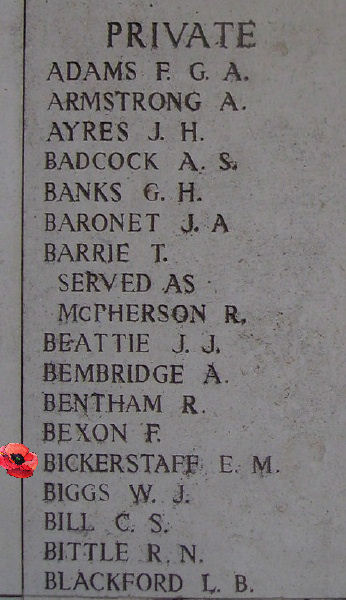 PRIVATE
ADAMS F. G. A.
ARMSTRONG A.
AYRES J. H.
BADCOCK A. S.
BANKS G. H.
BARONET J. A
BARRIE T.
SERVED AS
McPHERSON R.
BEATTIE J. J.
BEMBRIDGE A.
BENTHAM R.
BEXON F.
BICKERSTAFF E. M.
BIGGS W. J.
BILL C. S.
BITTLE R. N.
BLACKFORD L. B.